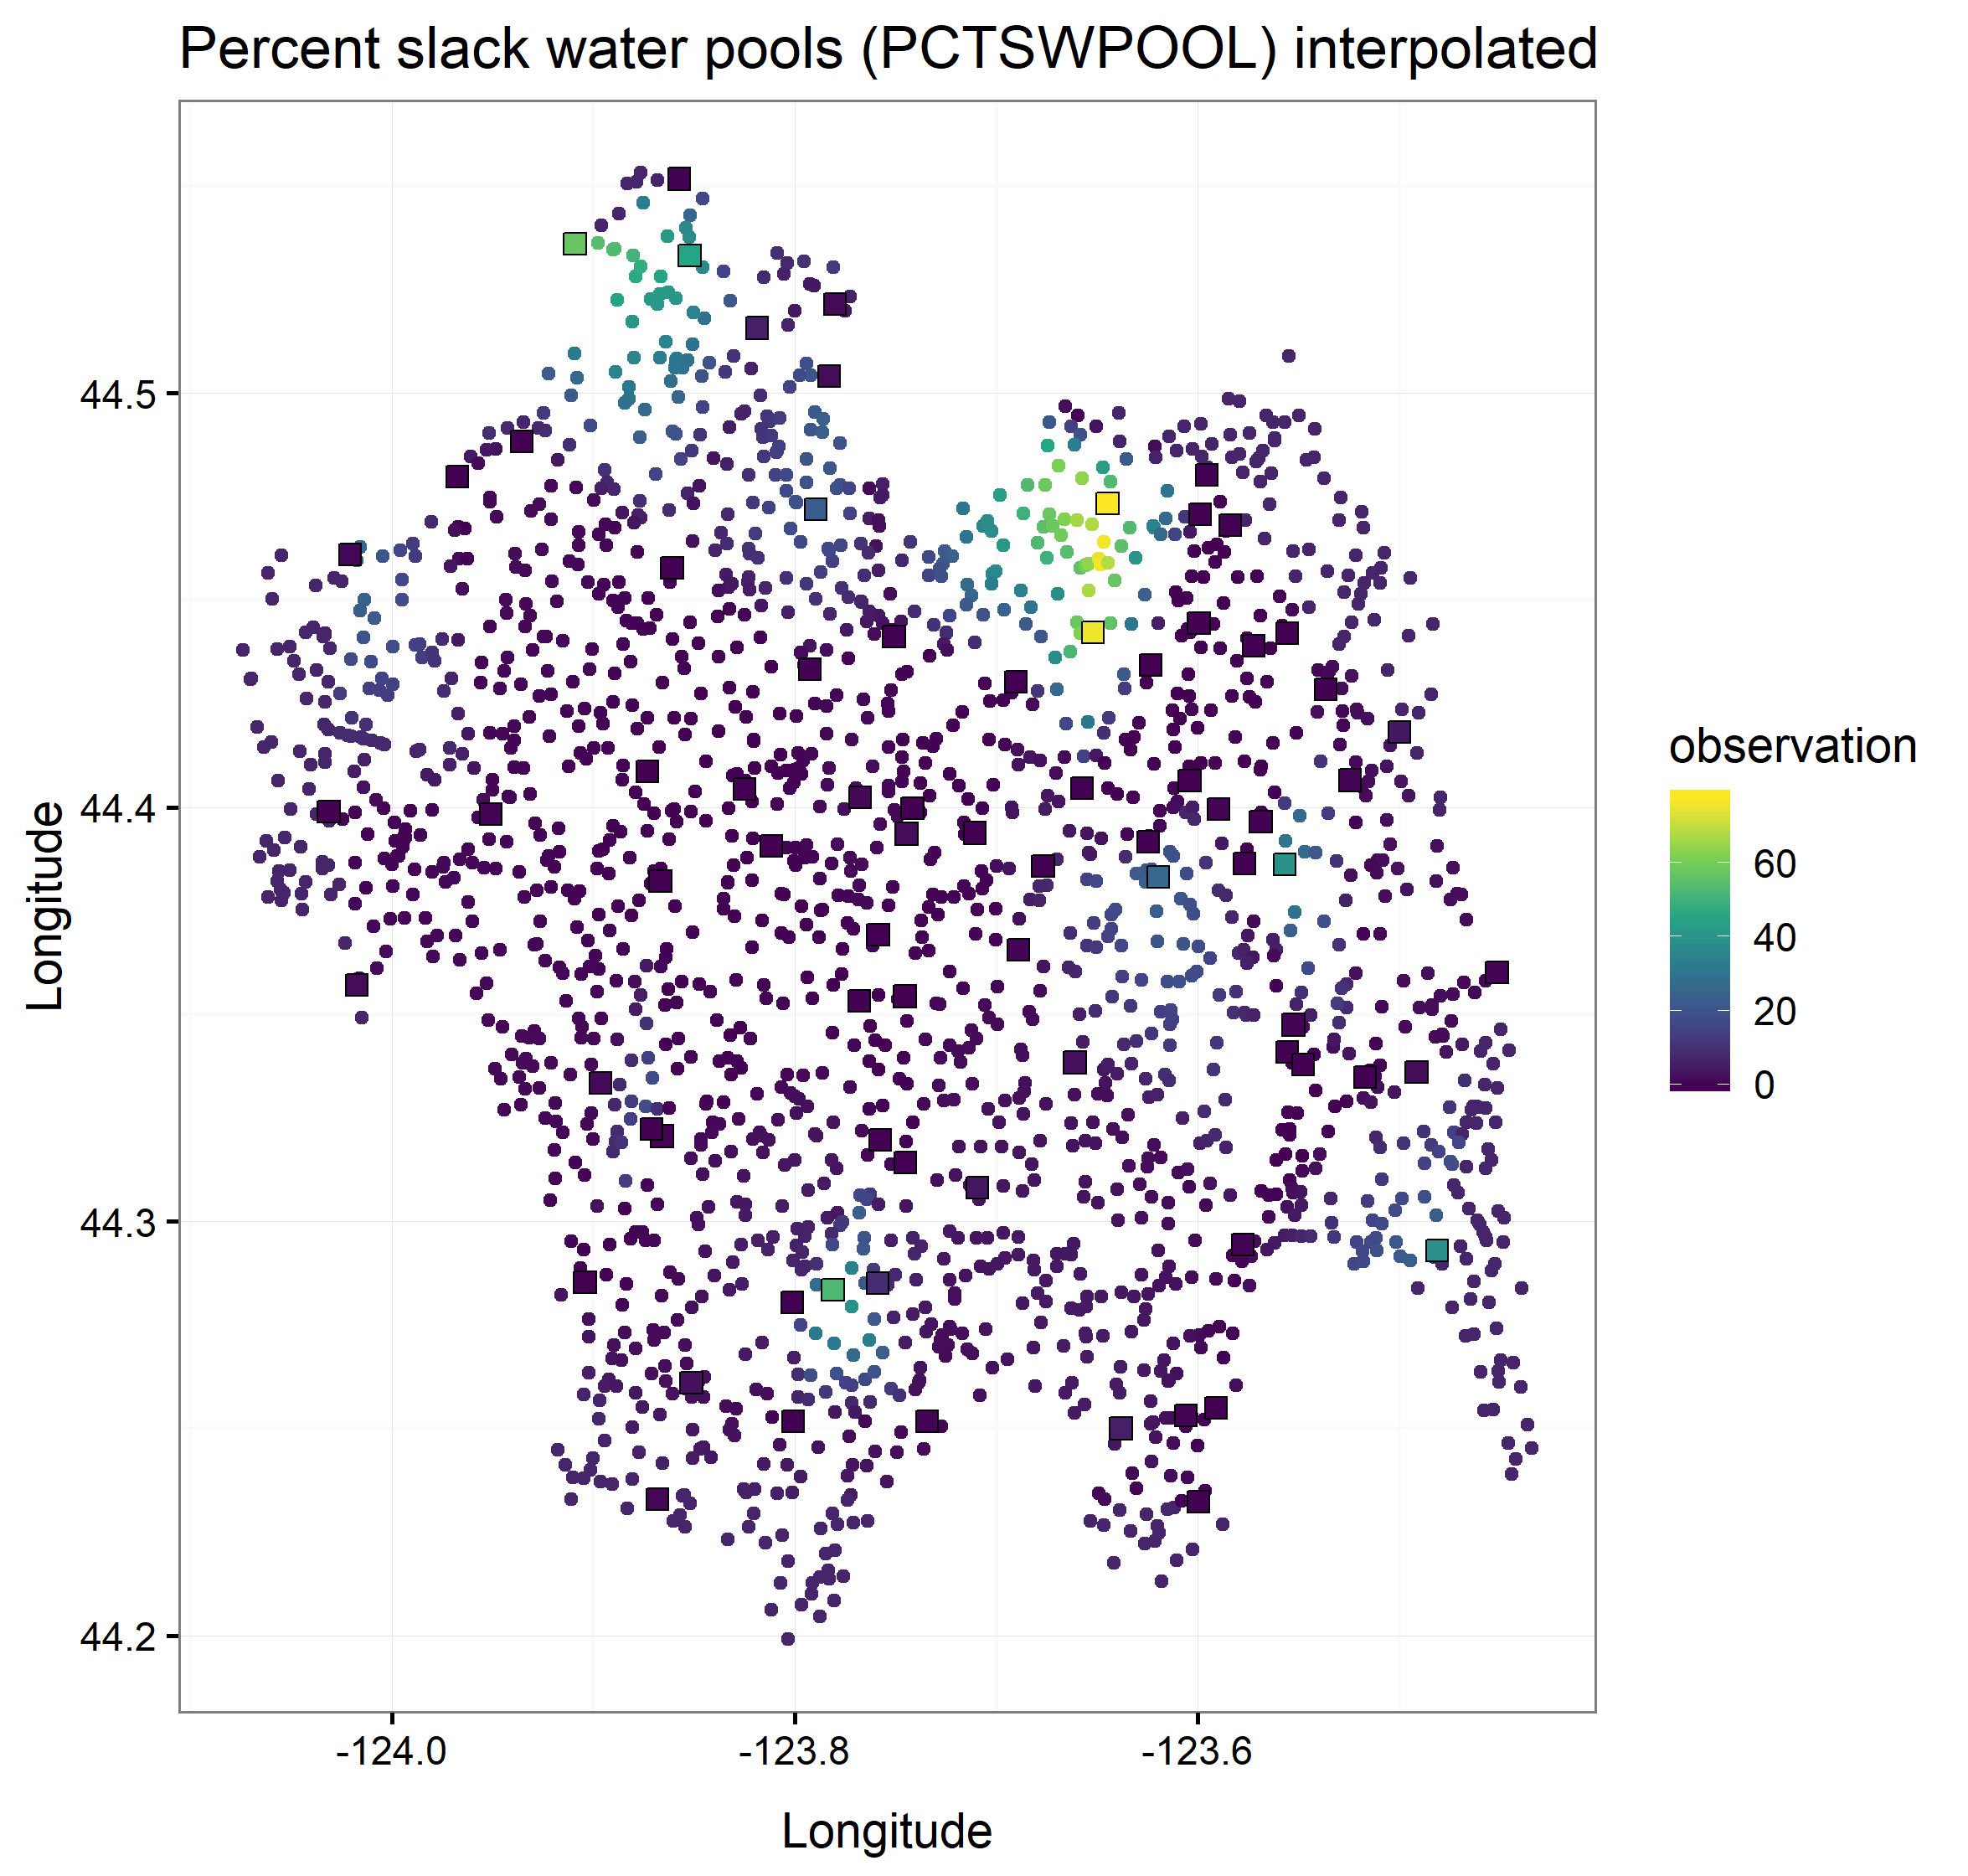 Percent slack water pools (PCTSWPOOL) interpolated
Longitude
44.5
44.4
44.3
44.2
-124.0
-123.8
-123.6
Longitude
observation
60
40
20
0